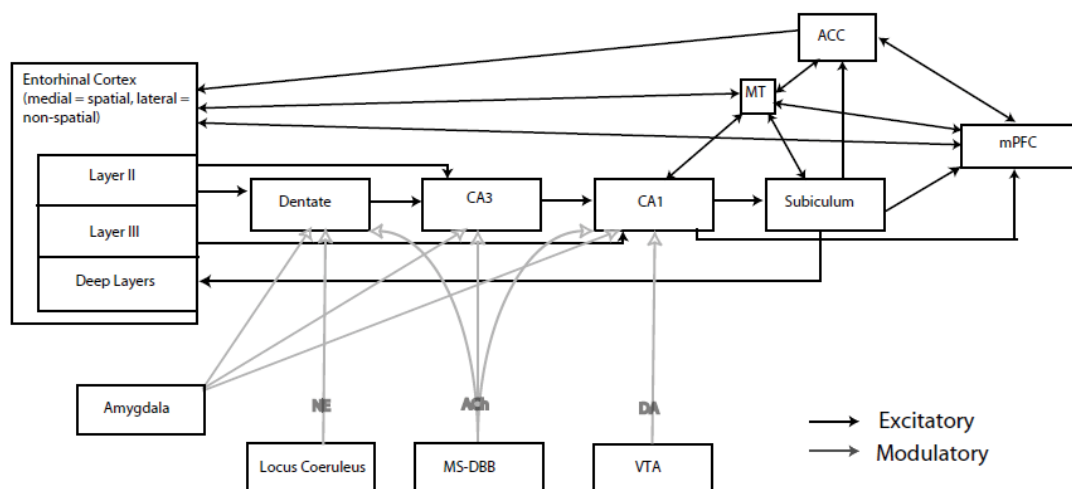 ACC
Entorhinal Cortex
(medial = spatial, lateral =
non-spatial)
MT
mPFC
Layer II
Dentate
CA3
CA1
Subiculum
Layer III
Deep Layers
Amygdala
NE
ACh
DA
Excitatory
Modulatory
Locus Coeruleus
MS-DBB
VTA